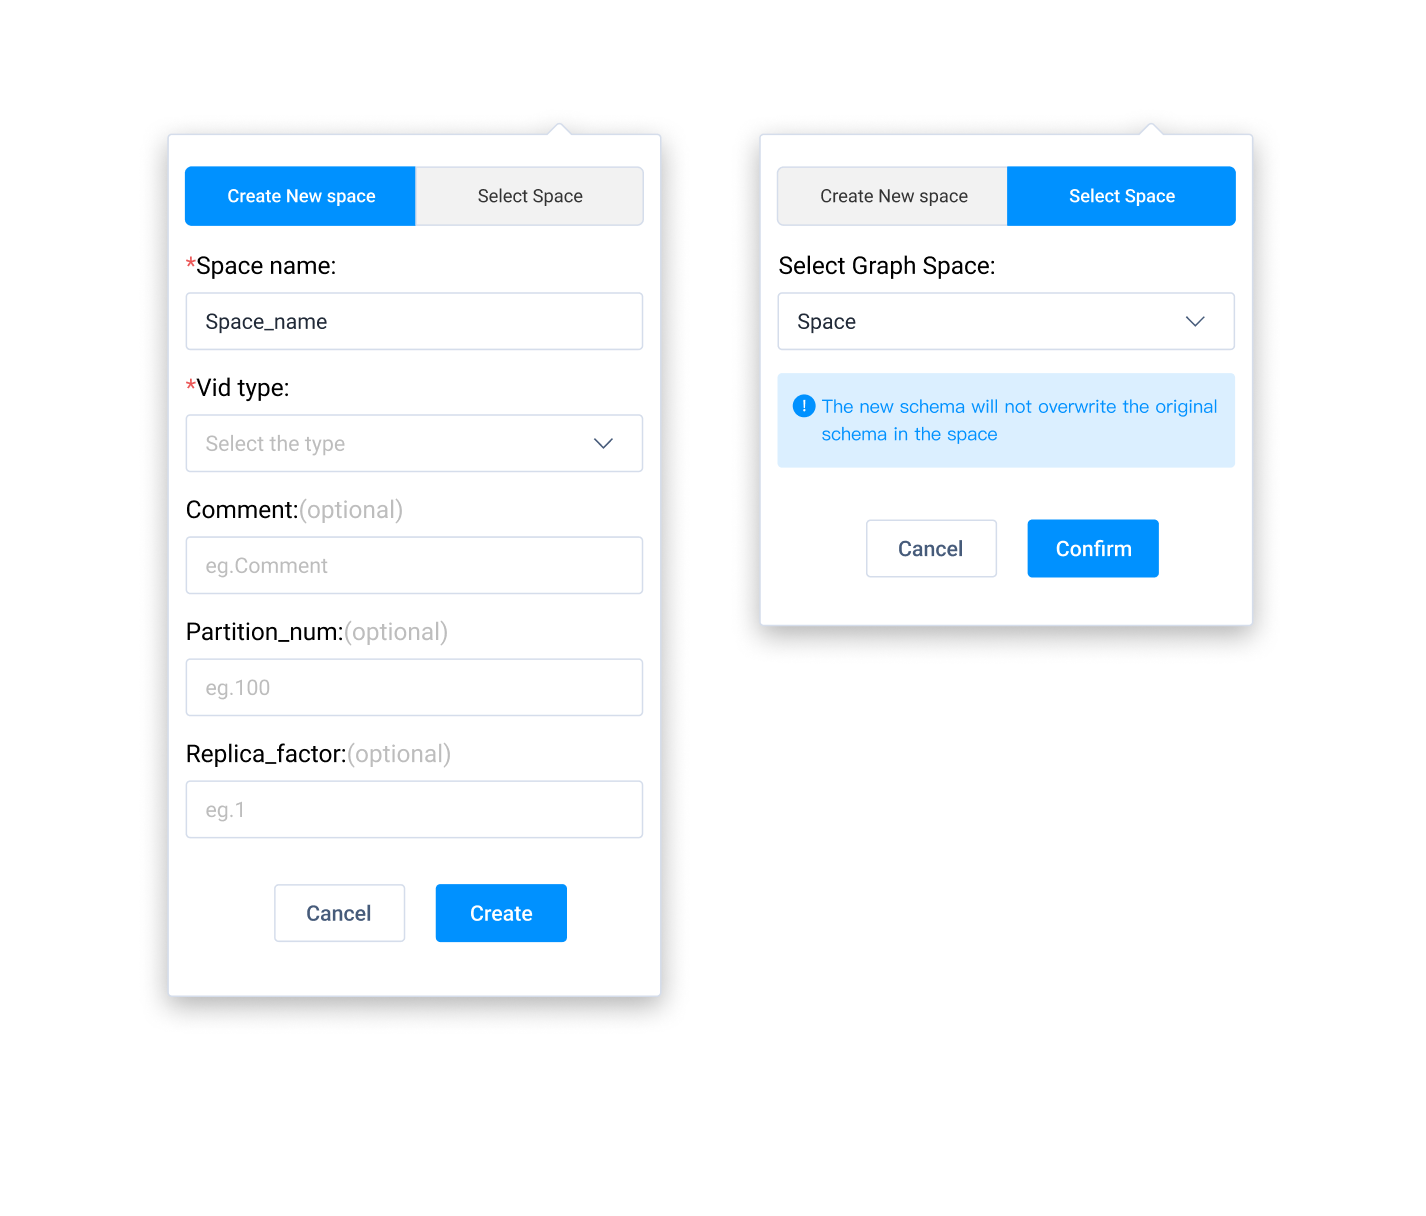 Create New space
Select Space
*Space name:
Space_name
*Vid type:
Select the type
Comment:(optional)
eg.Comment
Partition_num:(optional)
eg.100
Replica_factor:(optional)
eg.1
Cancel
Create
Create New space
Select Space
Select Graph Space:
Space
The new schema will not overwrite the original
schema in the space
Cancel
Confirm